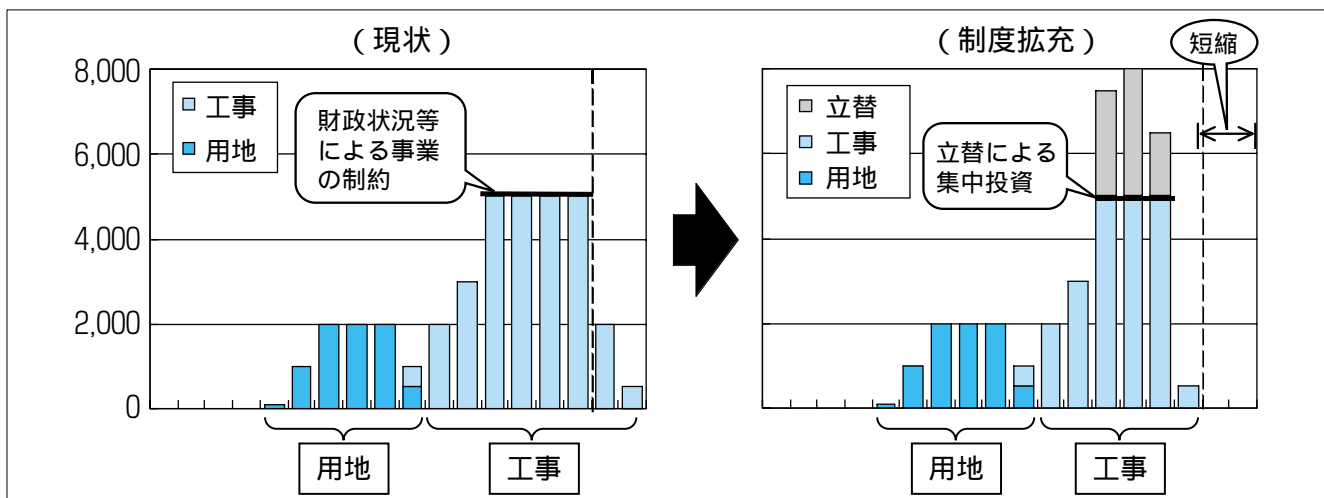 (現状)
8,000
6,000
4,000
2,000
0
工事
用地
財政状況等
による事業
の制約
用地
工事
(制度拡充)
短縮
立替
工事
用地
立替による
集中投資
用地
工事